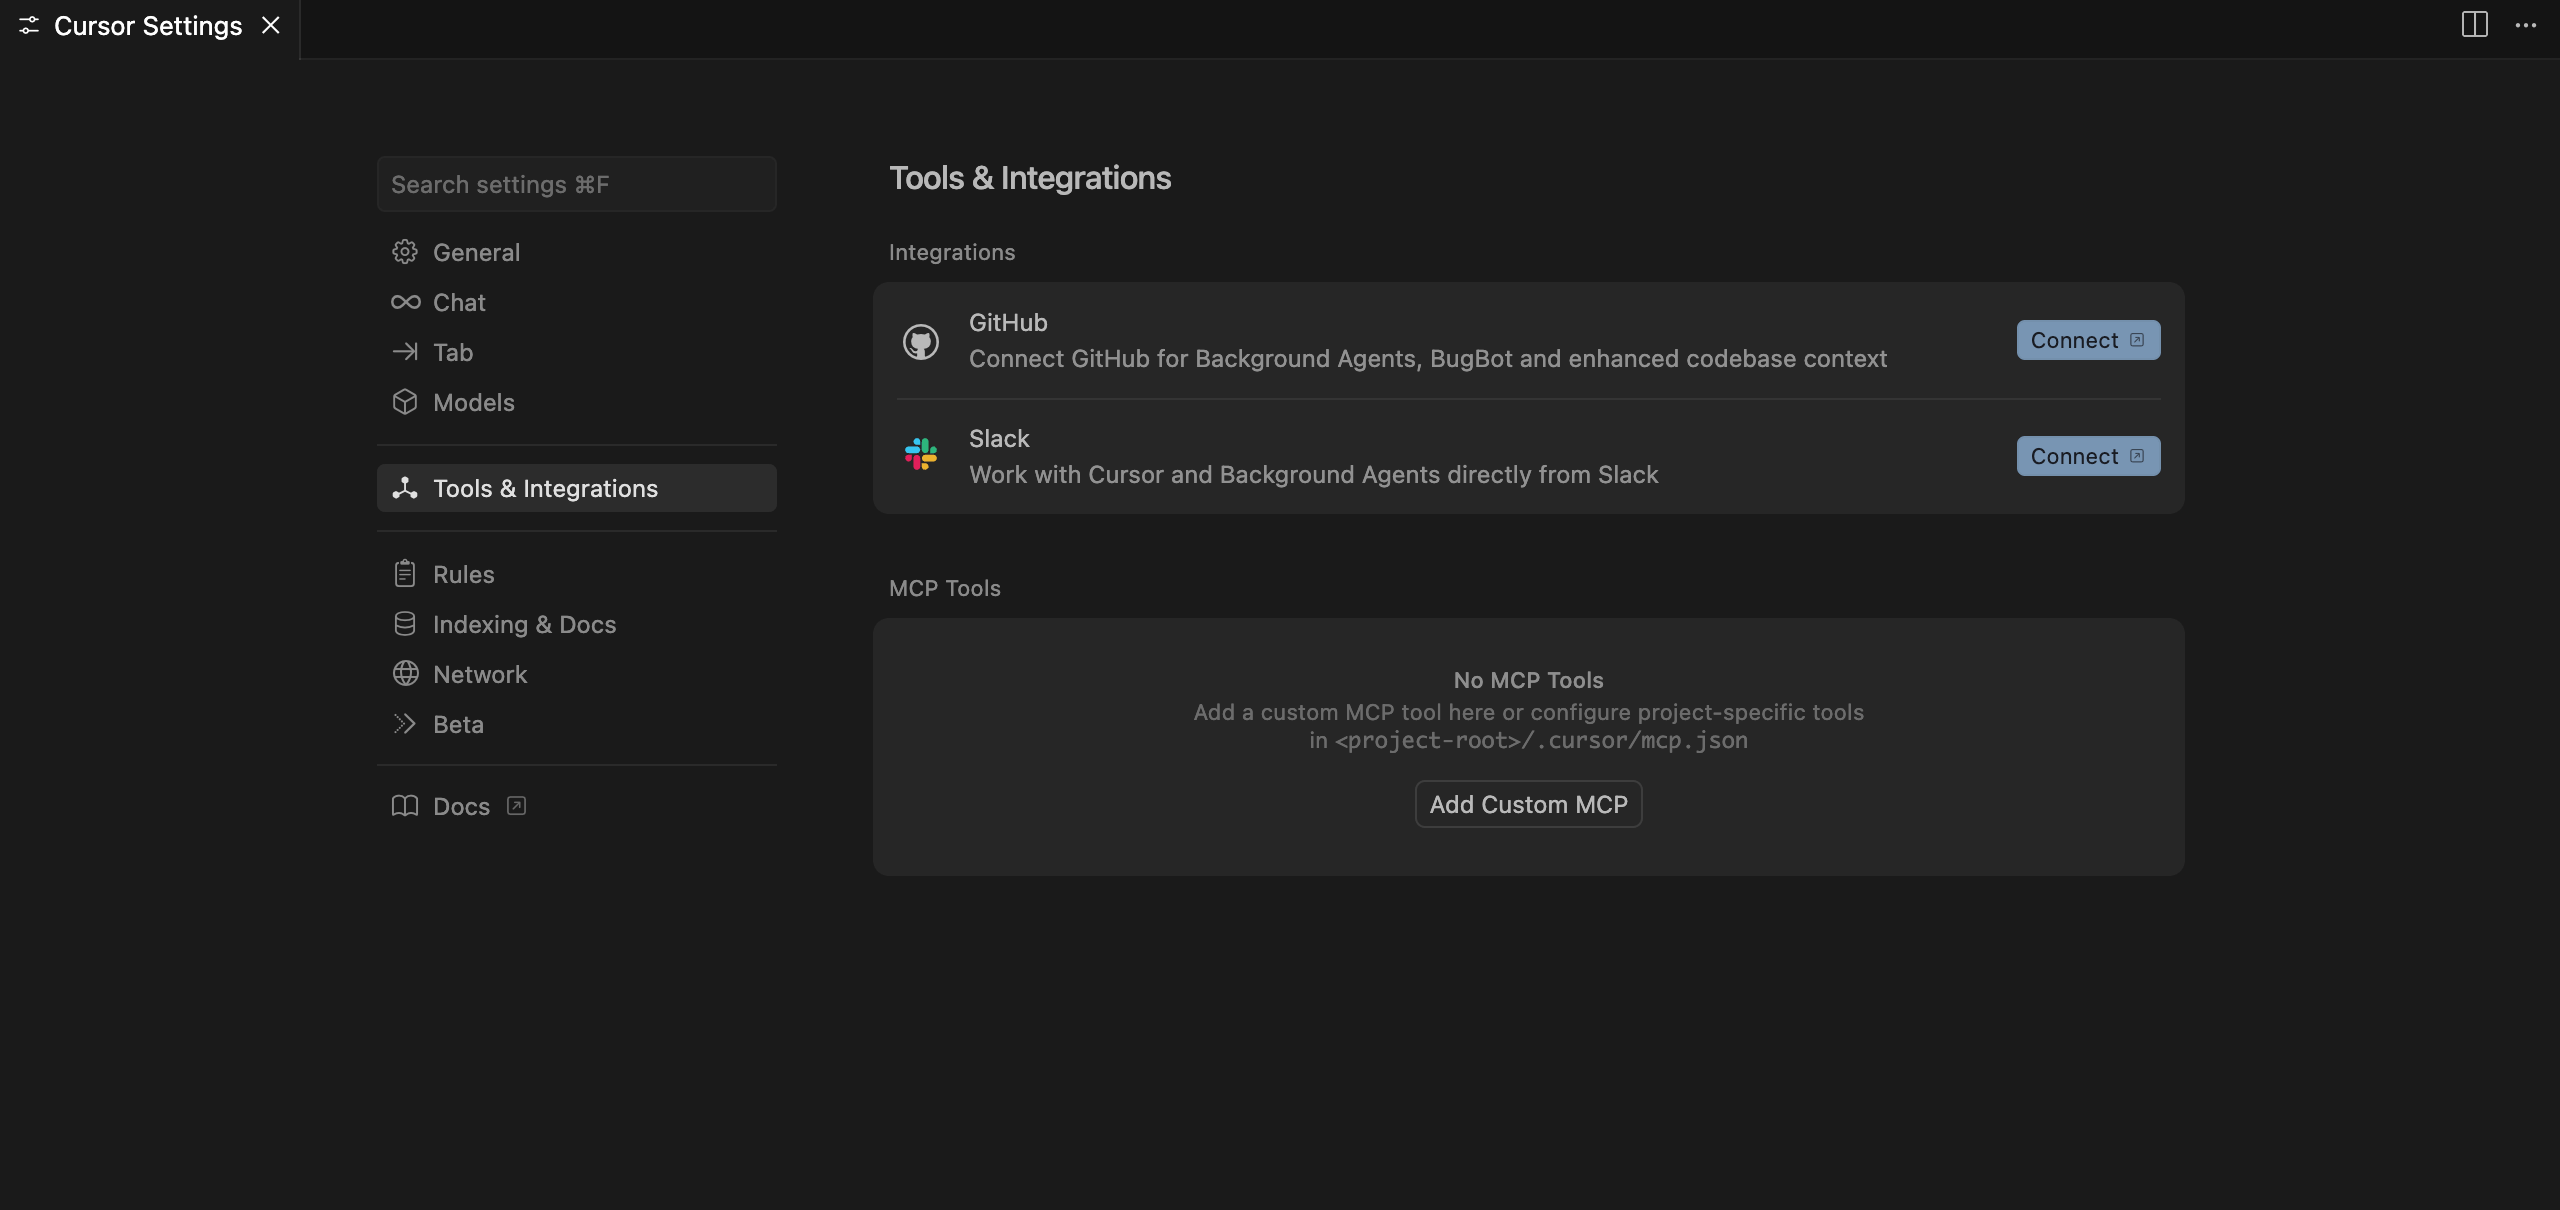 Cursor Settings
Search settings ⌘F
General
Chat
Tab
Models
Tools & Integrations
Rules
Indexing & Docs
Network
Beta
Docs
Tools & Integrations
Integrations
GitHub
Connect GitHub for Background Agents, BugBot and enhanced codebase context
Connect
Slack
Work with Cursor and Background Agents directly from Slack
Connect
MCP Tools
No MCP Tools
Add a custom MCP tool here or configure project-specific tools
in <project-root>/.cursor/mcp.json
Add Custom MCP